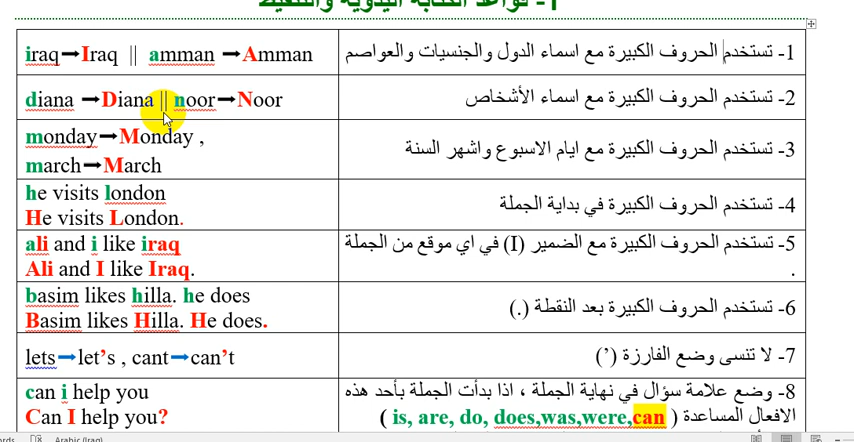 1- قواعد الكتابة اليدوية والتنقيط
1- تستخدم الحروف الكبيرة مع اسماء الدول والجنسيات والعواصم
iraq➞Iraq || amman ➞Amman
2- تستخدم الحروف الكبيرة مع اسماء الأشخاص
diana ➞Diana || noor➞Noor
3- تستخدم الحروف الكبيرة مع ايام الاسبوع واشهر السنة
monday➞Monday ,
march➞March
4- تستخدم الحروف الكبيرة في بداية الجملة
he visits london
He visits London.
5- تستخدم الحروف الكبيرة مع الضمير (I) في اي موقع من الجملة
.
ali and i like iraq
Ali and I like Iraq.
6- تستخدم الحروف الكبيرة بعد النقطة (.)
basim likes hilla. he does
Basim likes Hilla. He does.
7- لا تنسى وضع الفارزة (’)
lets➞let’s , cant➞can’t
8- وضع علامة سؤال في نهاية الجملة ، اذا بدأت الجملة بأحد هذه
الافعال المساعدة ( is, are, do, does,was,were,can )
can i help you
Can I help you?
Arabic (Iraq)